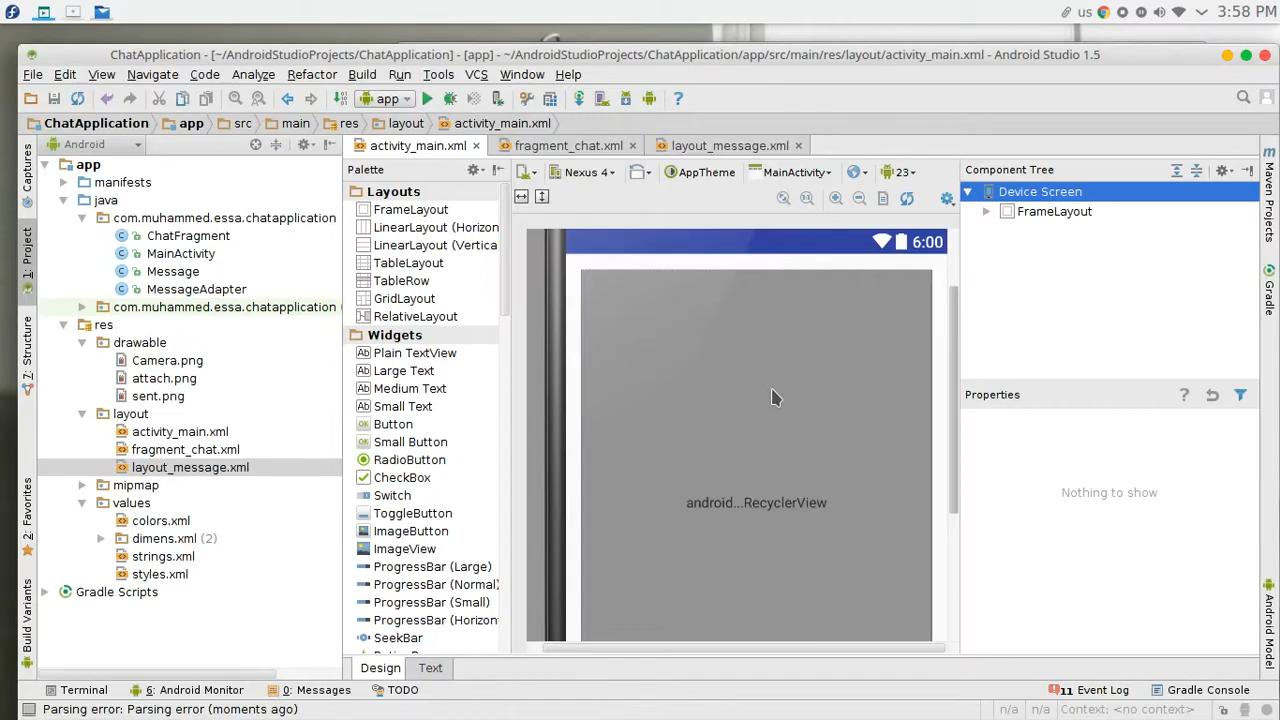 us 3:58 PM
ChatApplication - [~/AndroidStudioProjects/ChatApplication] - [app] - ~/AndroidStudioProjects/ChatApplication/app/src/main/res/layout/activity_main.xml - Android Studio 1.5
File Edit View Navigate Code Analyze Refactor Build Run Tools VCS Window Help
app
ChatApplication app src main res layout activity_main.xml
Android
activity_main.xml fragment_chat.xml layout_message.xml
Captures
1: Project
7: Structure
2: Favorites
Build Variants
app
manifests
java
com.muhammed.essa.chatapplication
ChatFragment
MainActivity
Message
MessageAdapter
com.muhammed.essa.chatapplication (
res
drawable
Camera.png
attach.png
sent.png
layout
activity_main.xml
fragment_chat.xml
layout_message.xml
mipmap
values
colors.xml
dimens.xml (2)
strings.xml
styles.xml
Gradle Scripts
Palette
Layouts
FrameLayout
LinearLayout (Horizon
LinearLayout (Vertica
TableLayout
TableRow
GridLayout
RelativeLayout
Widgets
Ab Plain TextView
Ab Large Text
Ab Medium Text
Ab Small Text
OK Button
OK Small Button
RadioButton
CheckBox
Switch
ToggleButton
ImageButton
ImageView
ProgressBar (Large)
ProgressBar (Normal)
ProgressBar (Small)
ProgressBar (Horizon
SeekBar
Nexus 4 AppTheme MainActivity 23
6:00
android...RecyclerView
Component Tree
Device Screen
FrameLayout
Properties
Nothing to show
Maven Projects
Gradle
Android Model
Design Text
Terminal 6: Android Monitor 0: Messages TODO 11 Event Log Gradle Console
Parsing error: Parsing error (moments ago) n/a n/a Context: <no context>